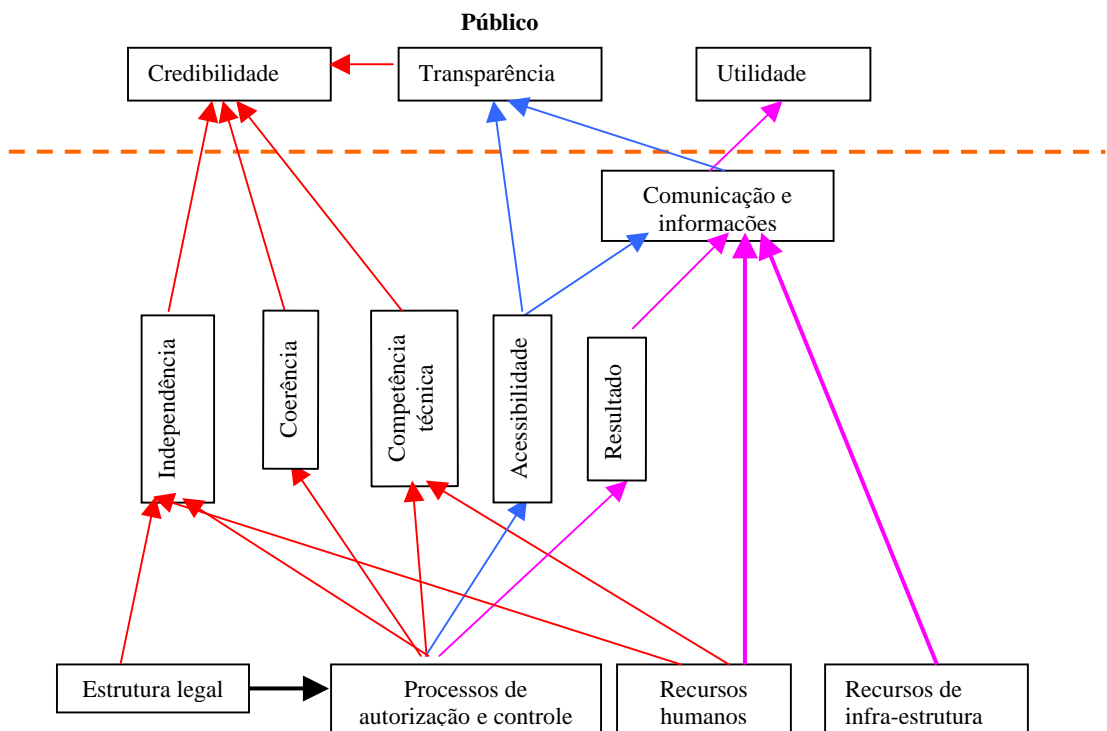 Público
Credibilidade
Transparência
Utilidade
Comunicação e
informações
Independência
Coerência
Competência
técnica
Acessibilidade
Resultado
Estrutura legal
Processos de
autorização e controle
Recursos
humanos
Recursos de
infra-estrutura